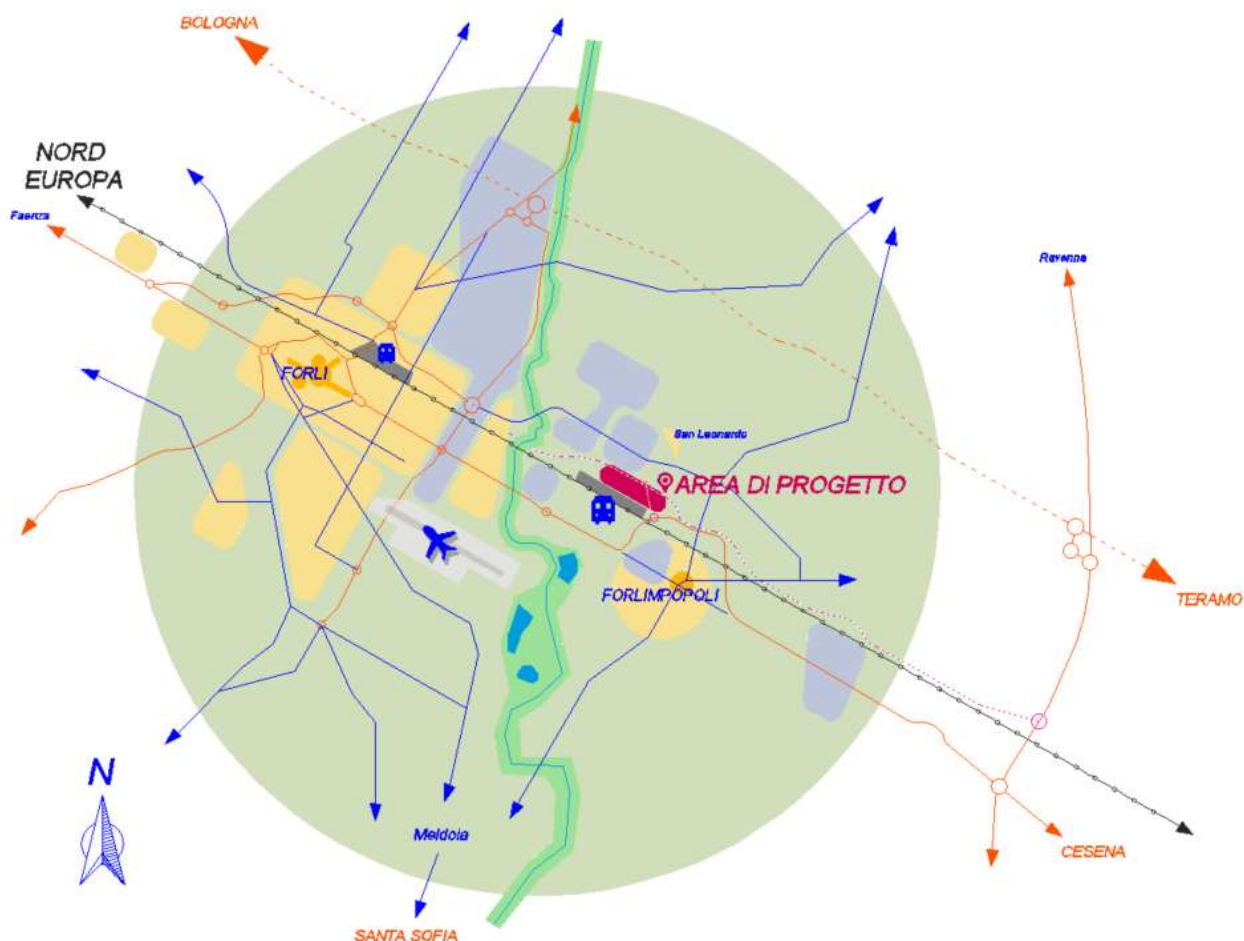 BOLOGNA
NORD
EUROPA
Faenza
Ravenna
FORLI
San Leonardo
AREA DI PROGETTO
FORLIMPOPOLI
TERAMO
N
Meldola
CESENA
SANTA SOFIA